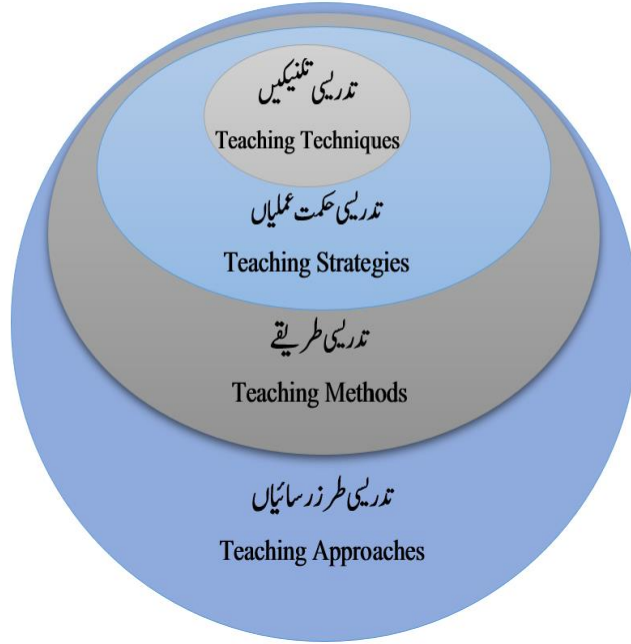 تدریسی تکنیکیں
Teaching Techniques
تدریسی حکمت عملیاں
Teaching Strategies
تدریسی طریقے
Teaching Methods
تدریسی طرز رسائیاں
Teaching Approaches